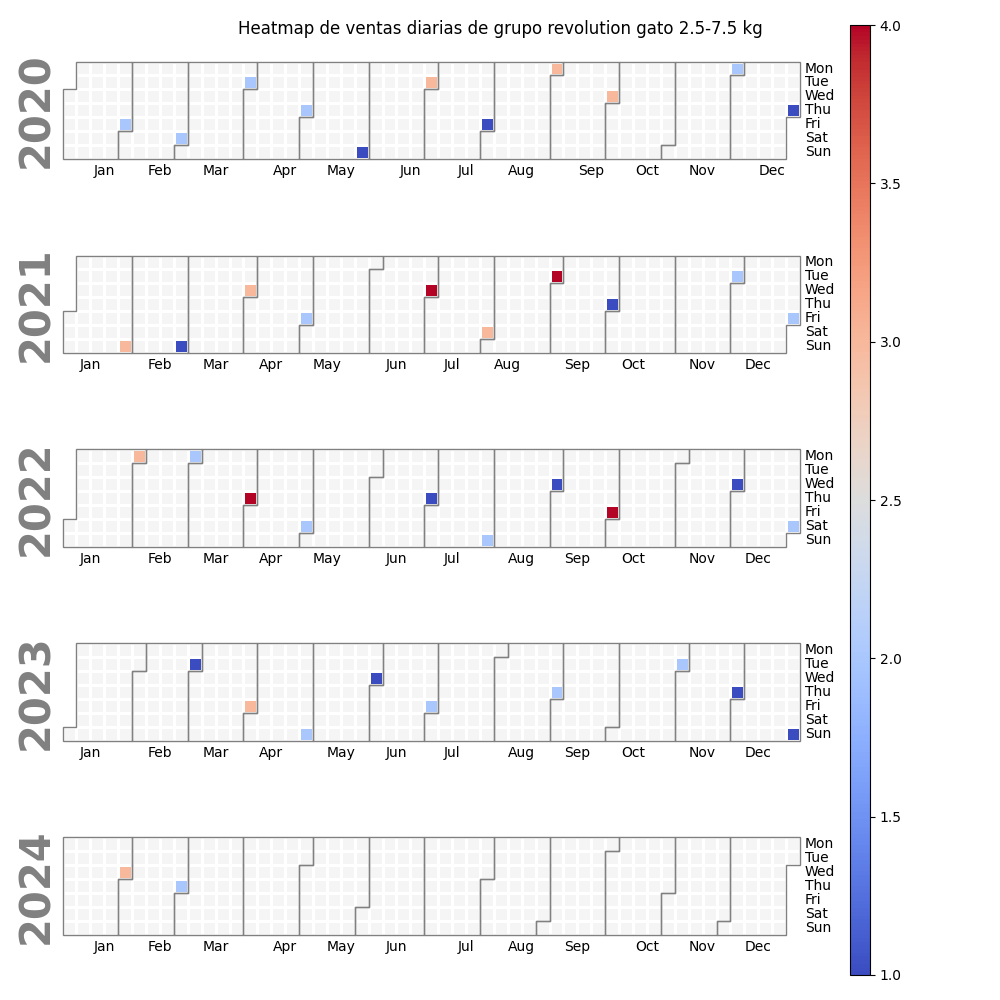 Heatmap de ventas diarias de grupo revolution gato 2.5-7.5 kg
2020
Mon
Tue
Wed
Thu
Fri
Sat
Sun
Jan Feb Mar Apr May Jun Jul Aug Sep Oct Nov Dec
2021
Mon
Tue
Wed
Thu
Fri
Sat
Sun
Jan Feb Mar Apr May Jun Jul Aug Sep Oct Nov Dec
2022
Mon
Tue
Wed
Thu
Fri
Sat
Sun
Jan Feb Mar Apr May Jun Jul Aug Sep Oct Nov Dec
2023
Mon
Tue
Wed
Thu
Fri
Sat
Sun
Jan Feb Mar Apr May Jun Jul Aug Sep Oct Nov Dec
2024
Mon
Tue
Wed
Thu
Fri
Sat
Sun
Jan Feb Mar Apr May Jun Jul Aug Sep Oct Nov Dec
4.0
3.5
3.0
2.5
2.0
1.5
1.0